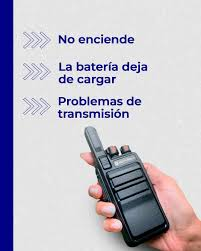 No enciende
La batería deja
de cargar
Problemas de
transmisión